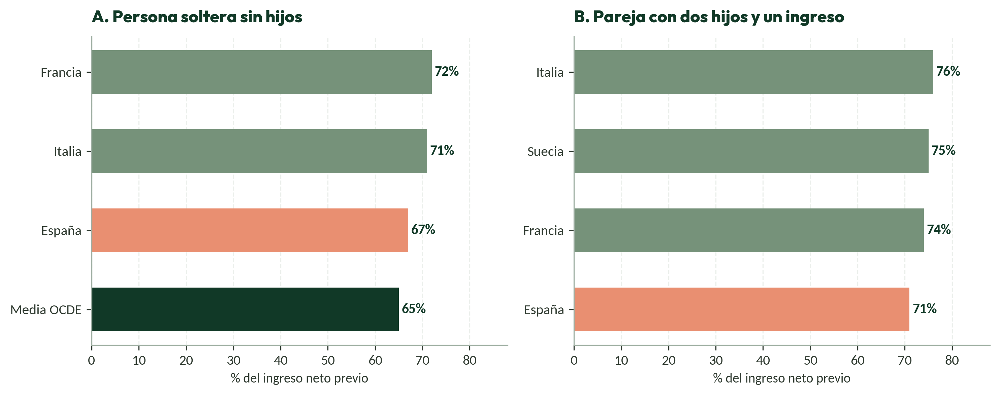 A. Persona soltera sin hijos
Francia
72%
Italia
71%
España
67%
Media OCDE
65%
0 10 20 30 40 50 60 70 80
% del ingreso neto previo
B. Pareja con dos hijos y un ingreso
Italia
76%
Suecia
75%
Francia
74%
España
71%
0 10 20 30 40 50 60 70 80
% del ingreso neto previo